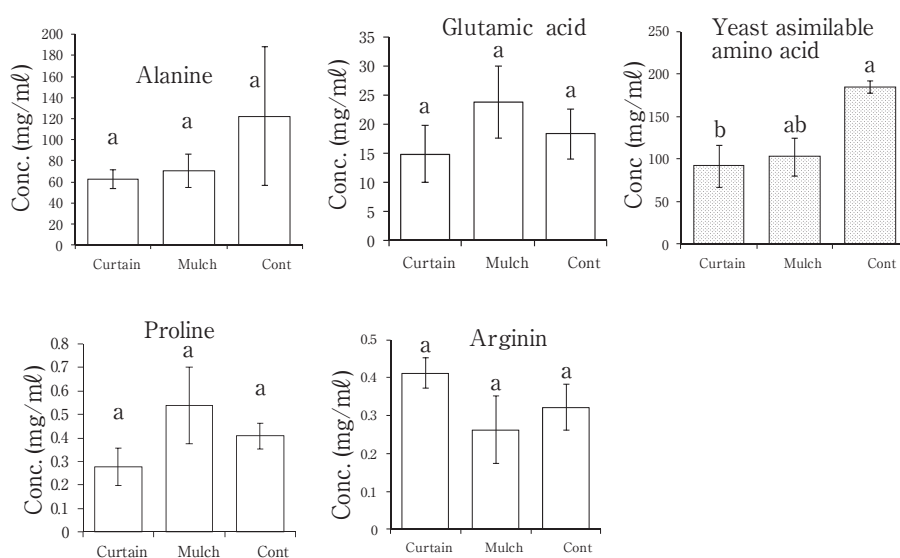 Alanine
Conc. (mg/mℓ)
200
180
160
140
120
100
80
60
40
20
0
a
a
a
Curtain Mulch Cont
Glutamic acid
Conc. (mg/mℓ)
35
30
25
20
15
10
5
0
a
a
a
Curtain Mulch Cont
Yeast asimilable
amino acid
Conc (mg/mℓ)
250
200
150
100
50
0
b
ab
a
Curtain Mulch Cont
Proline
Conc. (mg/mℓ)
0.8
0.7
0.6
0.5
0.4
0.3
0.2
0.1
0
a
a
a
Curtain Mulch Cont
Arginin
Conc. (mg/mℓ)
0.5
0.4
0.3
0.2
0.1
0
a
a
a
Curtain Mulch Cont